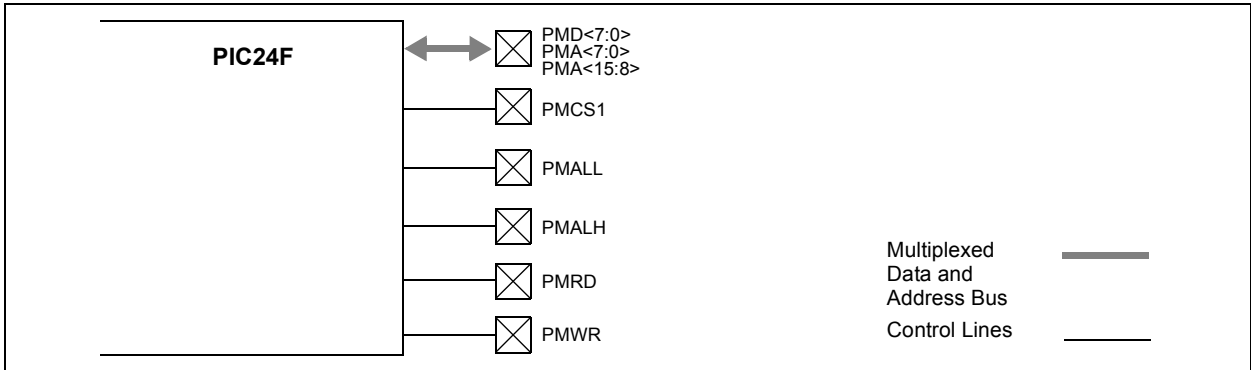 PIC24F
PMD<7:0>
PMA<7:0>
PMA<15:8>
PMCS1
PMALL
PMALH
PMRD
PMWR
Multiplexed
Data and
Address Bus
Control Lines